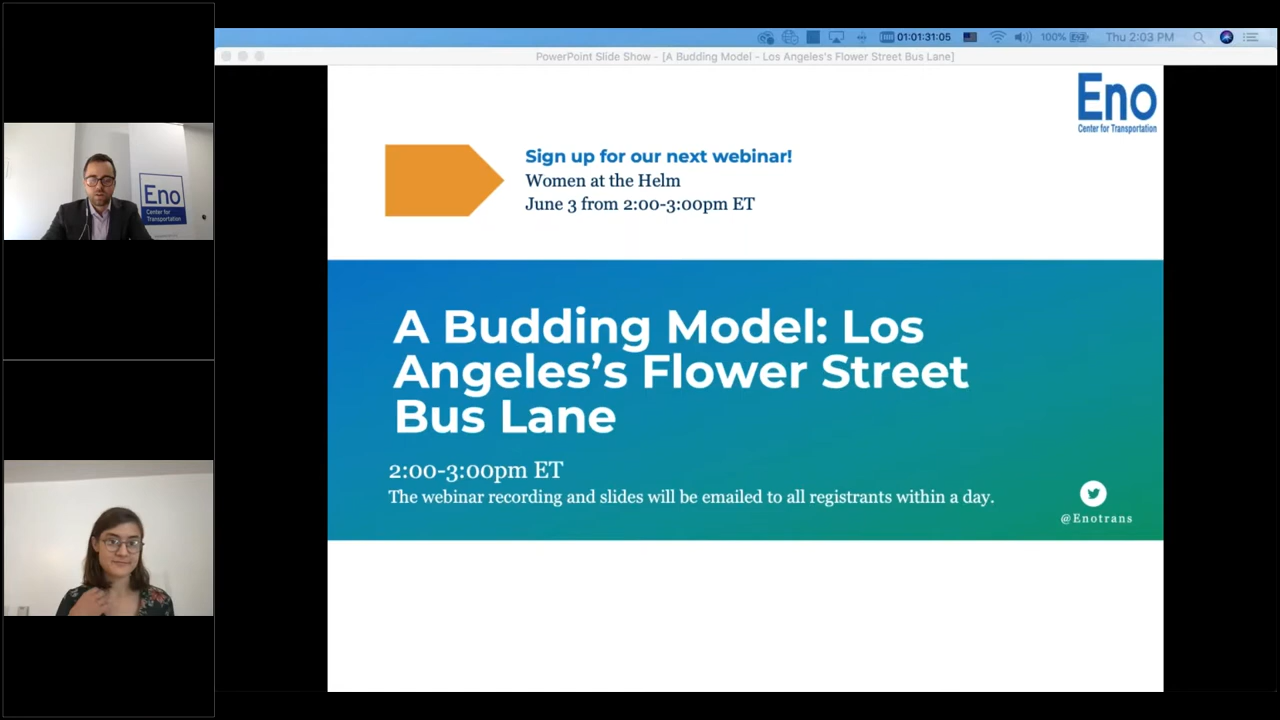 01:01:31:05
100%
Thu 2:03 PM
PowerPoint Slide Show - [A Budding Model - Los Angeles's Flower Street Bus Lane]
Eno
Center for Transportation
Sign up for our next webinar!
Women at the Helm
June 3 from 2:00-3:00pm ET
A Budding Model: Los
Angeles’s Flower Street
Bus Lane
2:00-3:00pm ET
The webinar recording and slides will be emailed to all registrants within a day.
@Enotrans
Eno
Center for
Transportation